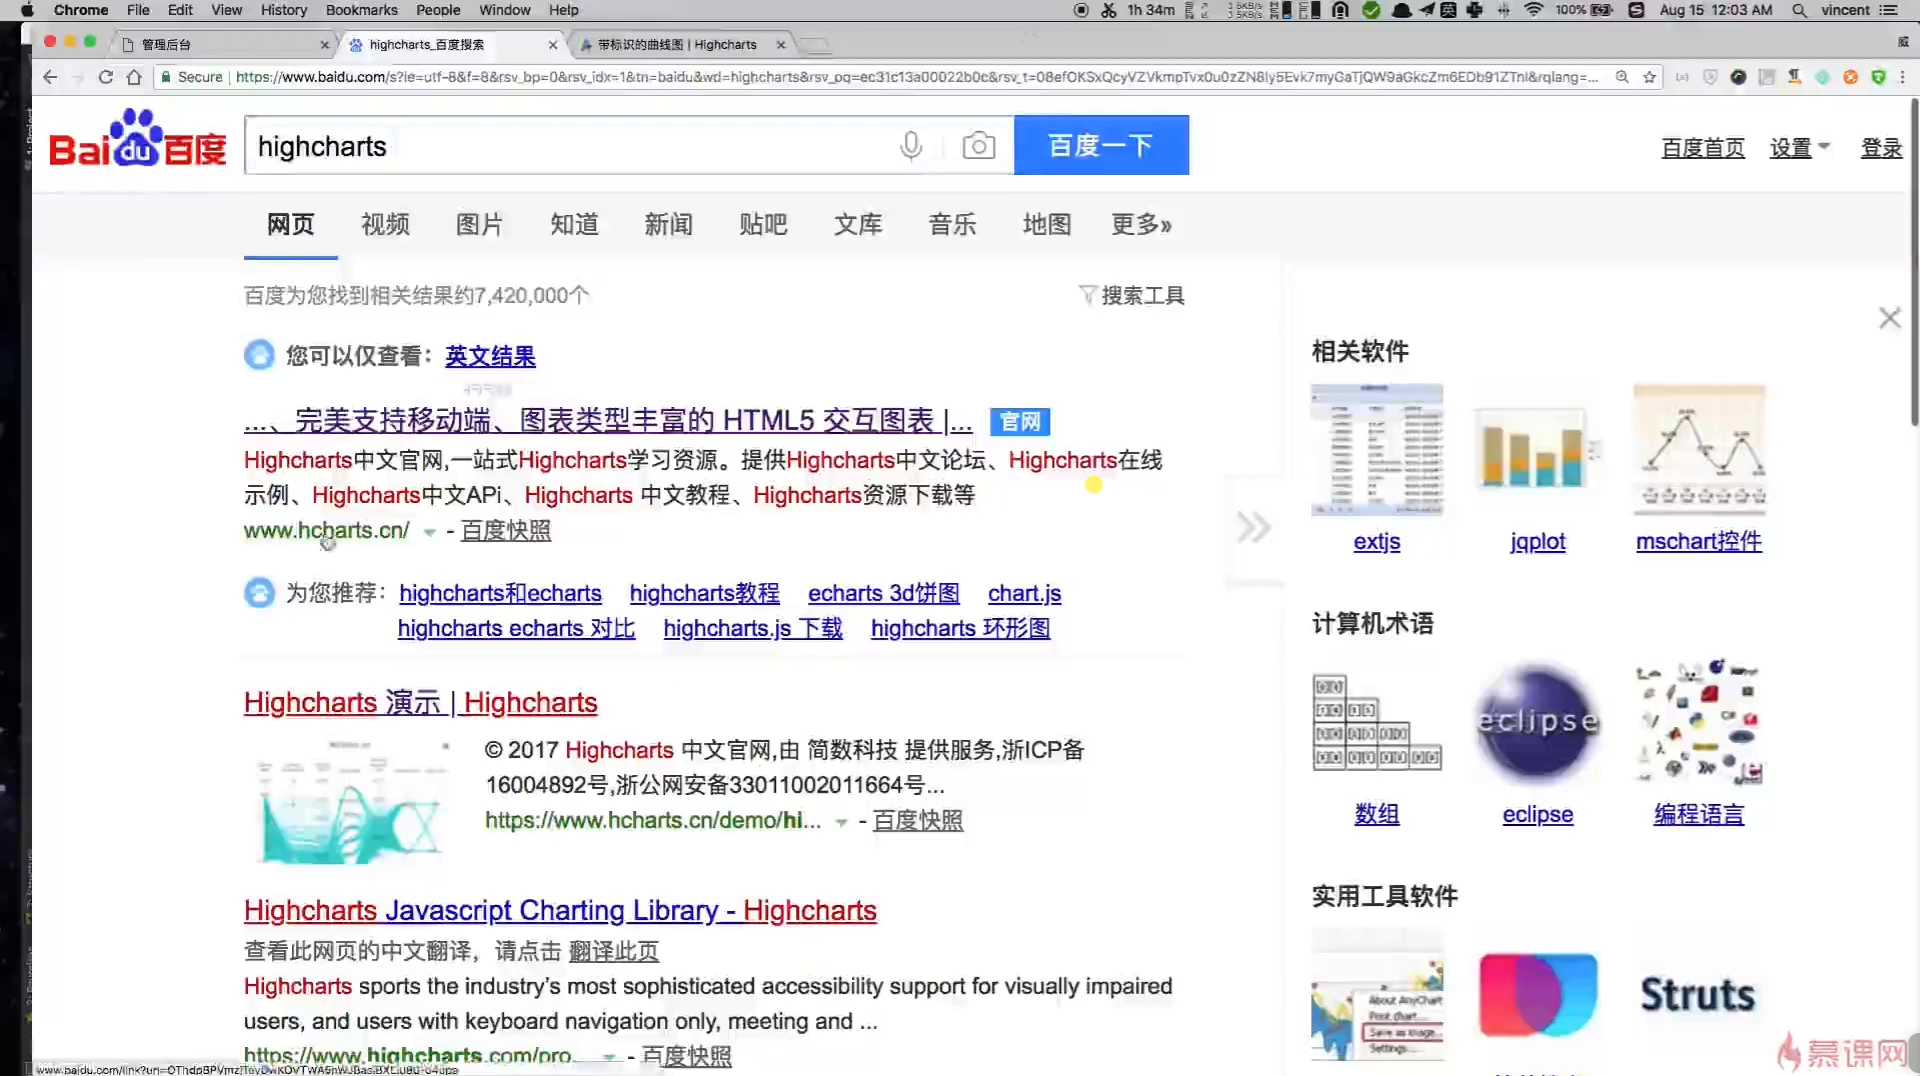 Chrome File Edit View History Bookmarks People Window Help 1h 34m 100% Aug 15 12:03 AM vincent
管理后台 highcharts_百度搜索 带标识的曲线图 | Highcharts
Secure https://www.baidu.com/s?ie=utf-8&f=8&rsv_bp=0&rsv_idx=1&tn=baidu&wd=highcharts&rsv_pq=ec31c13a00022b0c&rsv_t=
Bai du 百度 highcharts 百度一下 百度首页 设置 登录
网页 视频 图片 知道 新闻 贴吧 文库 音乐 地图 更多»
百度为您找到相关结果约7,420,000个 搜索工具
您可以仅查看：英文结果
...、完美支持移动端、图表类型丰富的 HTML5 交互图表 |... 官网
Highcharts中文官网,一站式Highcharts学习资源。提供Highcharts中文论坛、Highcharts在线
示例、Highcharts中文APi、Highcharts 中文教程、Highcharts资源下载等
www.hcharts.cn/ - 百度快照
为您推荐： highcharts和echarts highcharts教程 echarts 3d饼图 chart.js
highcharts echarts 对比 highcharts.js 下载 highcharts 环形图
Highcharts 演示 | Highcharts
© 2017 Highcharts 中文官网,由 简数科技 提供服务,浙ICP备
16004892号,浙公网安备33011002011664号...
https://www.hcharts.cn/demo/hi... - 百度快照
Highcharts Javascript Charting Library - Highcharts
查看此网页的中文翻译，请点击 翻译此页
Highcharts sports the industry's most sophisticated accessibility support for visually impaired
users, and users with keyboard navigation only, meeting and ...
https://www.highcharts.com/pro... - 百度快照
相关软件
extjs jqplot mschart控件
计算机术语
eclipse
数组 eclipse 编程语言
实用工具软件
About AnyChart
Print chart...
Save as image...
Settings...
Struts
慕课网